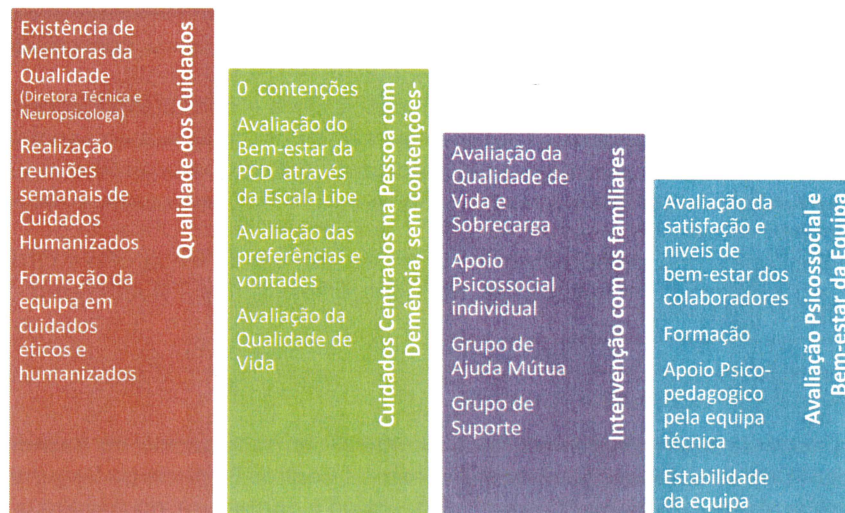 Existência de
Mentoras da
Qualidade
(Diretora Técnica e
Neuropsicologa)
Realização
reuniões
semanais de
Cuidados
Humanizados
Formação da
equipa em
cuidados
éticos e
humanizados
Qualidade dos Cuidados
0 contenções
Avaliação do
Bem-estar da
PCD através
da Escala Libe
Avaliação das
preferências e
vontades
Avaliação da
Qualidade de
Vida
Cuidados Centrados na Pessoa com
Demência, sem contenções-
Avaliação da
Qualidade de
Vida e
Sobrecarga
Apoio
Psicossocial
individual
Grupo de
Ajuda Mútua
Grupo de
Suporte
Intervenção com os familiares
Avaliação da
satisfação e
niveis de
bem-estar dos
colaboradores
Formação
Apoio Psico-
pedagogico
pela equipa
técnica
Estabilidade
da equipa
Avaliação Psicossocial e
Bem-estar da Equipa